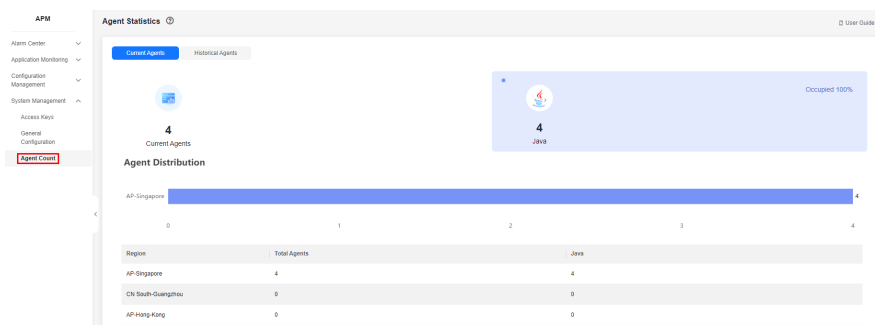 APM
Agent Statistics
User Guide
Alarm Center
Application Monitoring
Configuration
Management
System Management
Access Keys
General
Configuration
Agent Count
Current Agents
Historical Agents
4
Current Agents
Occupied 100%
4
Java
Agent Distribution
AP-Singapore
4
0 1 2 3 4
Region Total Agents Java
AP-Singapore 4 4
CN South-Guangzhou 0 0
AP-Hong-Kong 0 0